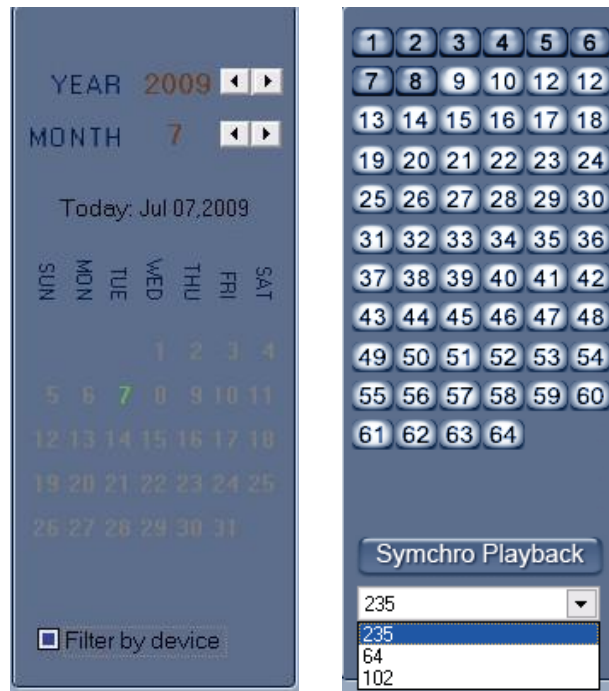 YEAR 2009
MONTH 7
Today: Jul 07,2009
SUN MON TUE WED THU FRI SAT
1 2 3 4
5 6 7 8 9 10 11
12 13 14 15 16 17 18
19 20 21 22 23 24 25
26 27 28 29 30 31
Filter by device
1 2 3 4 5 6
7 8 9 10 12 12
13 14 15 16 17 18
19 20 21 22 23 24
25 26 27 28 29 30
31 32 33 34 35 36
37 38 39 40 41 42
43 44 45 46 47 48
49 50 51 52 53 54
55 56 57 58 59 60
61 62 63 64
Symchro Playback
235
235
64
102